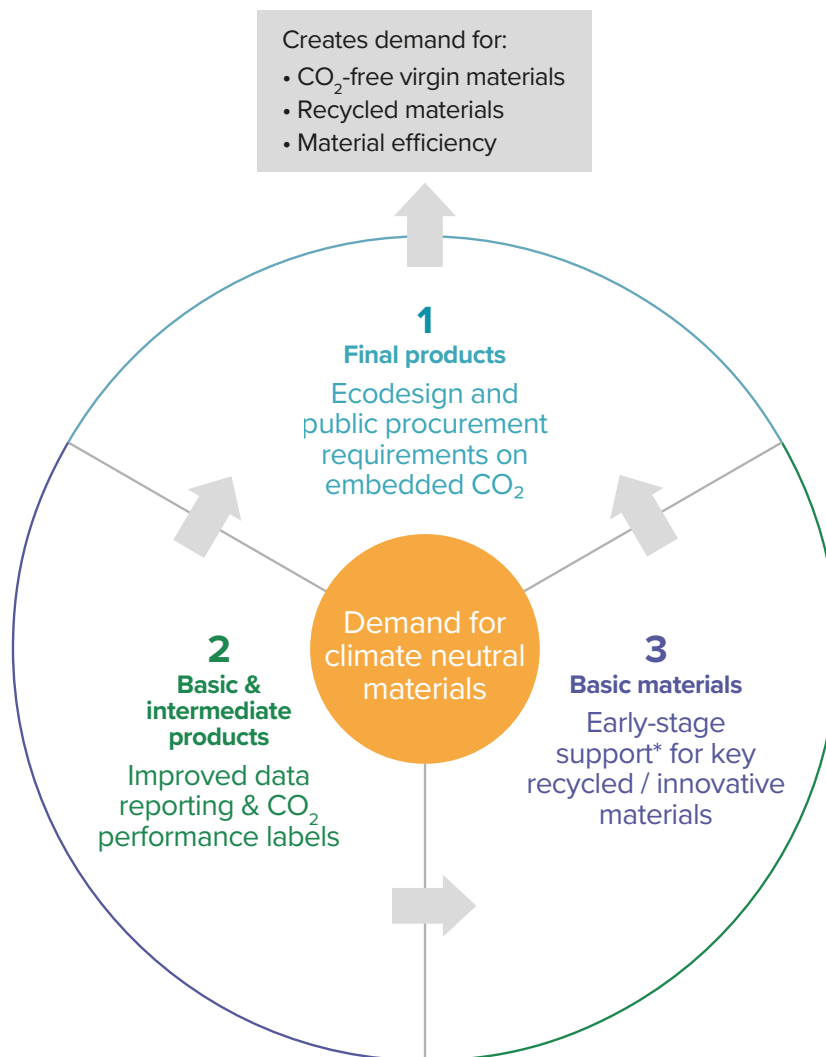 Creates demand for:
• CO₂-free virgin materials
• Recycled materials
• Material efficiency
1
Final products
Ecodesign and
public procurement
requirements on
embedded CO₂
Demand for
climate neutral
materials
2
Basic &
intermediate
products
Improved data
reporting & CO₂
performance labels
3
Basic materials
Early-stage
support* for key
recycled / innovative
materials